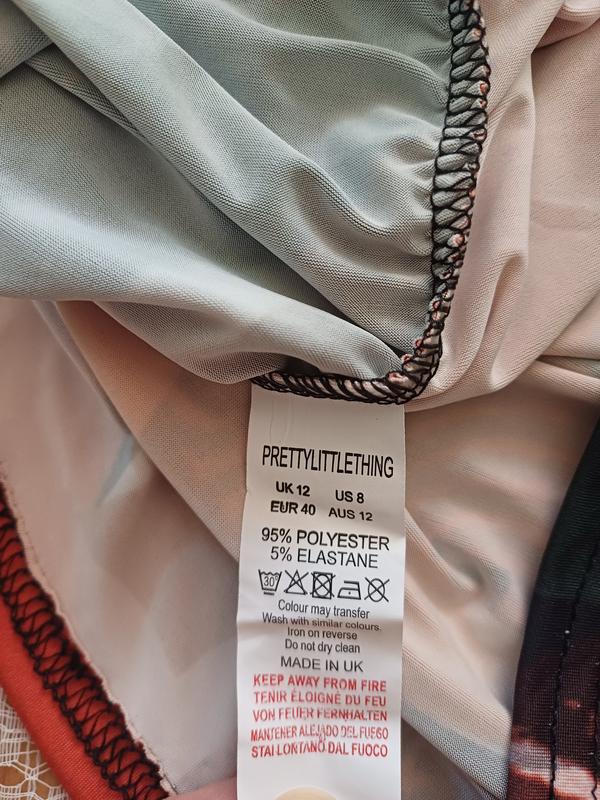 PRETTYLITTLETHING
UK 12 US 8
EUR 40 AUS 12
95% POLYESTER
5% ELASTANE
30°
Colour may transfer
Wash with similar colours.
Iron on reverse
Do not dry clean
MADE IN UK
KEEP AWAY FROM FIRE
TENIR ÉLOIGNÉ DU FEU
VON FEUER FERNHALTEN
MANTENER ALEJADO DEL FUEGO
STAI LONTANO DAL FUOCO